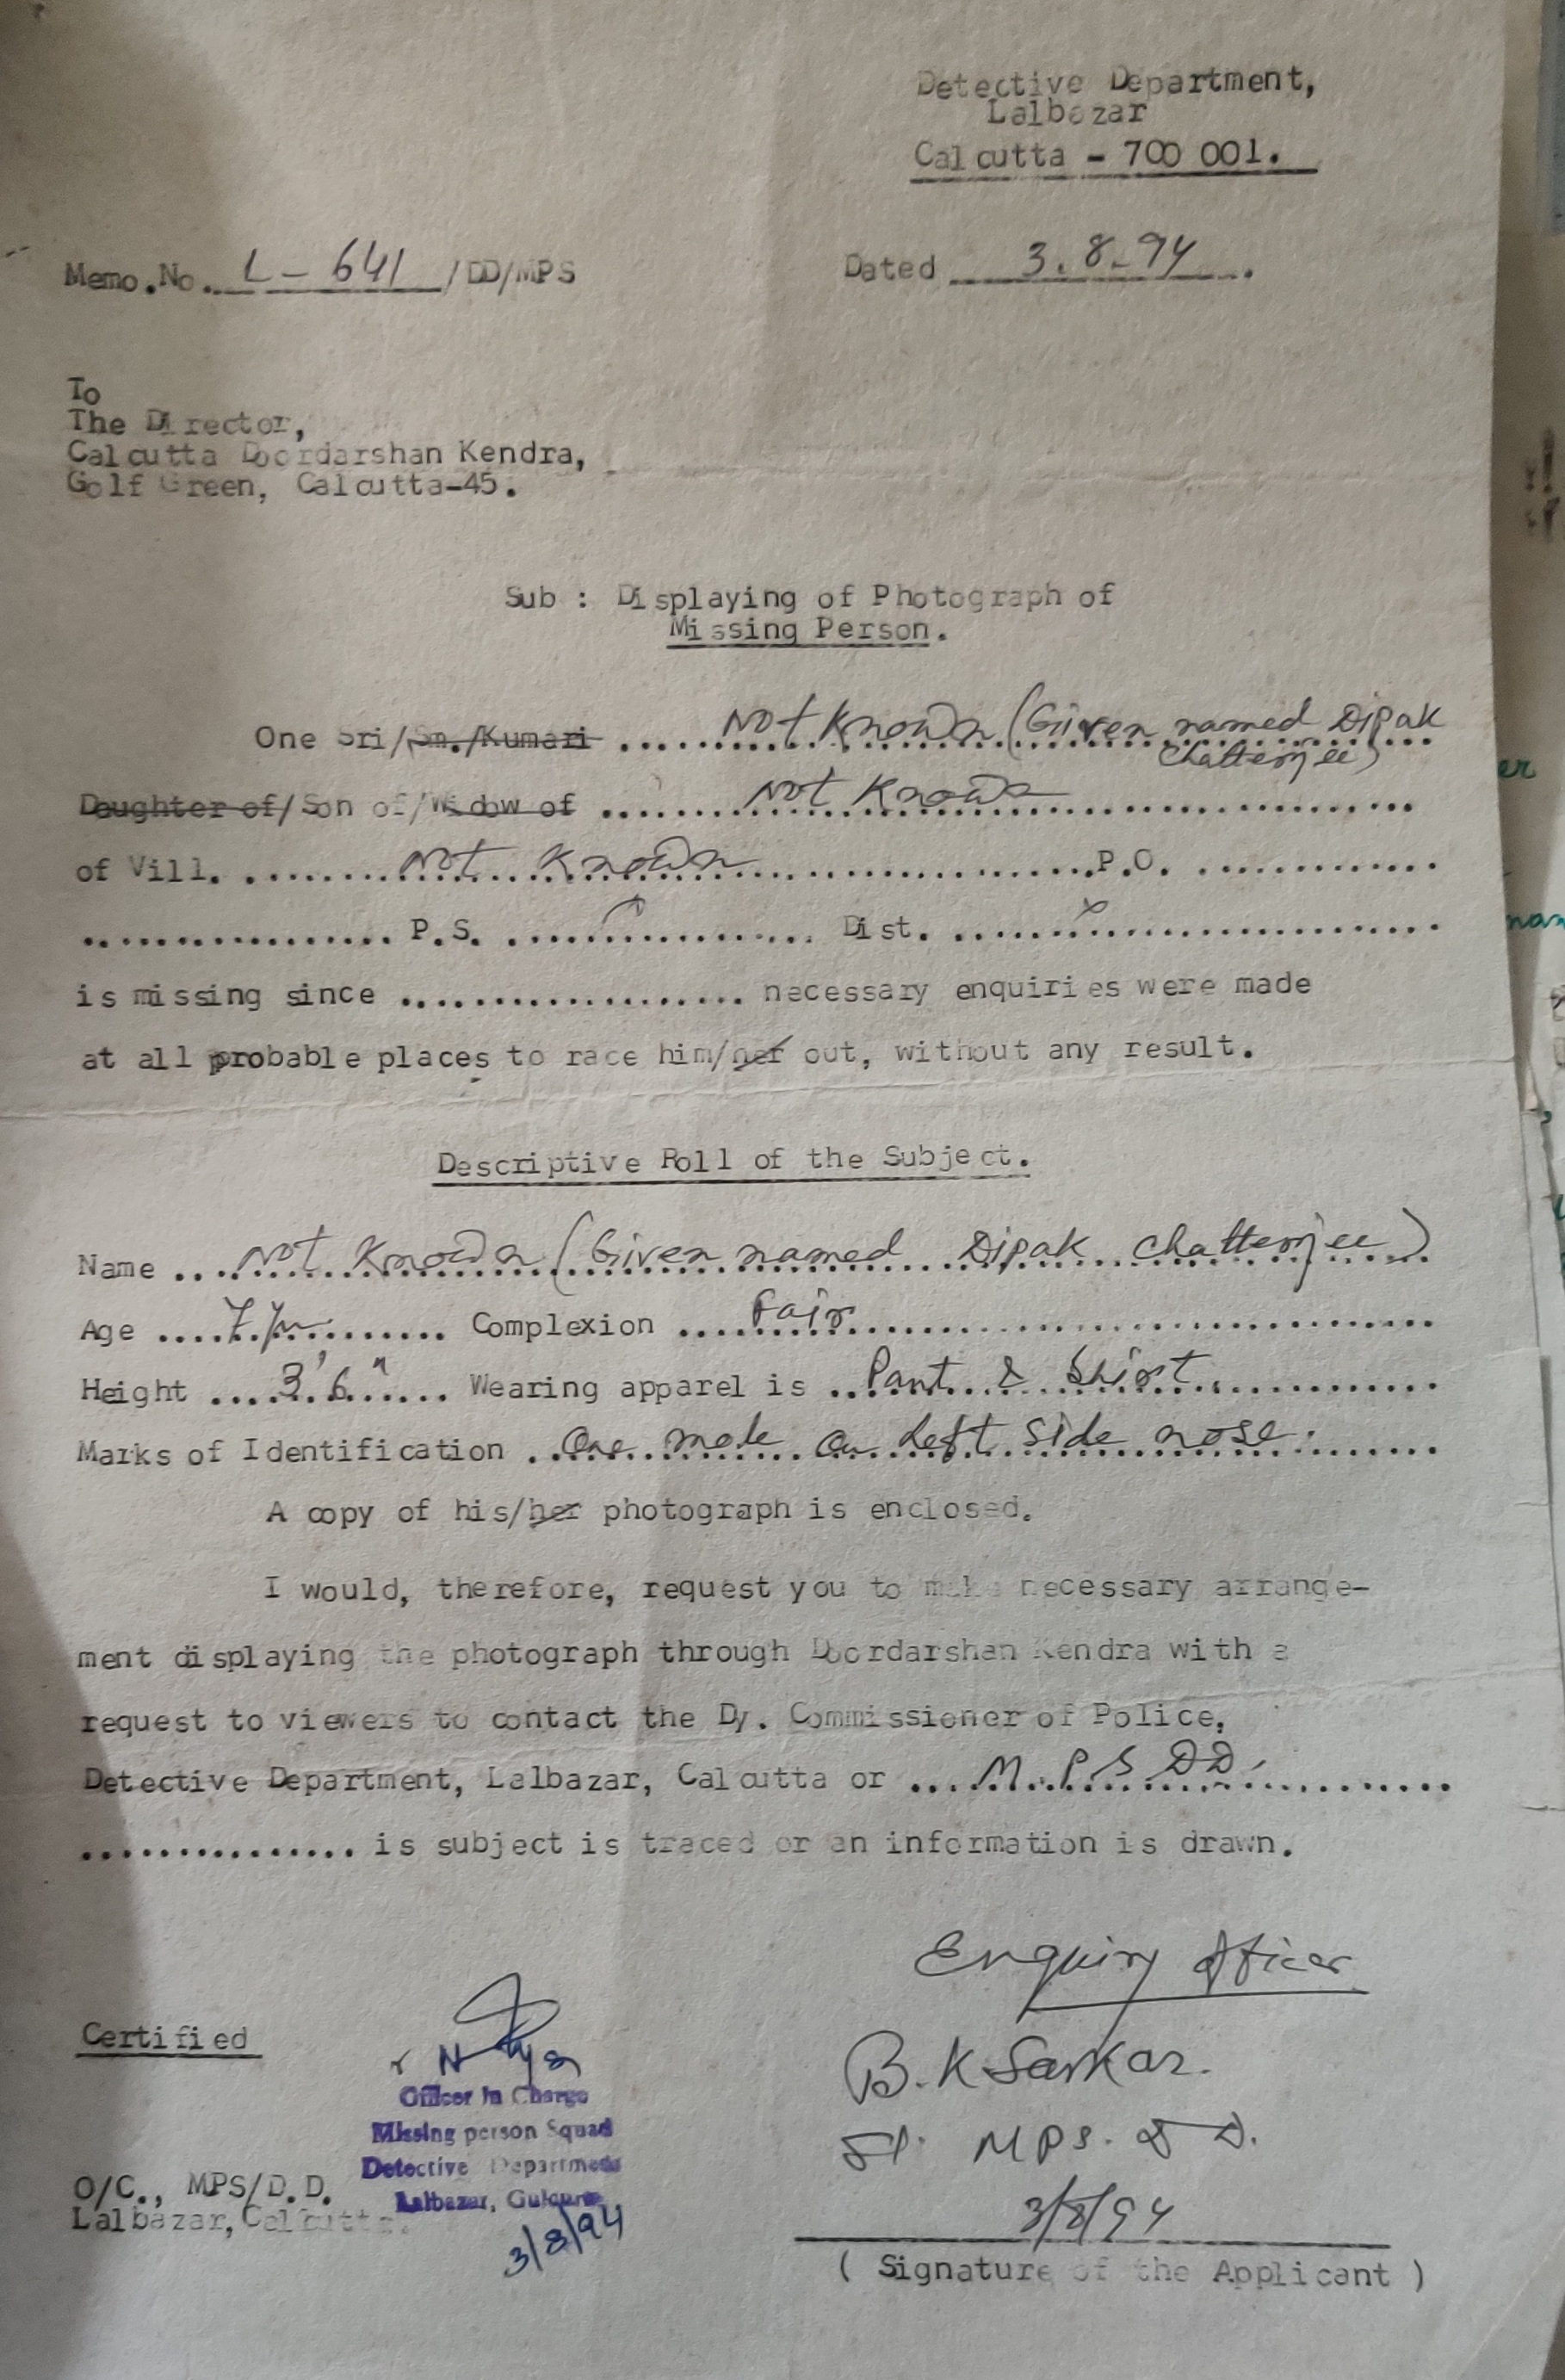 Detective Department,
Lalbazar
Calcutta - 700 001.
Memo.No. L - 641 /DD/MPS
Dated 3.8.94.
To
The Director,
Calcutta Doordarshan Kendra,
Golf Green, Calcutta-45.
Sub : Displaying of Photograph of
Missing Person.
One Sri/Sm./Kumari .... Not Known (Given named Dipak
Chatterjee)
Daughter of/Son of/Widow of .... Not Known ....
of Vill. .... Not Known .... P.O. ....
.... P.S. .... Dist. ....
is missing since .... necessary enquiries were made
at all probable places to race him/her out, without any result.
Descriptive Roll of the Subject.
Name .... Not Known (Given named Dipak Chatterjee)
Age .... 7 .... Complexion .... Fair ....
Height .... 3' 6" .... Wearing apparel is .. Pant & Shirt ....
Marks of Identification .. One mole on left side nose. ....
A copy of his/her photograph is enclosed.
I would, therefore, request you to make necessary arrange-
ment displaying the photograph through Doordarshan Kendra with a
request to viewers to contact the Dy. Commissioner of Police,
Detective Department, Lalbazar, Calcutta or .... M.P.S DD. ....
.... is subject is traced or an information is drawn.
Enquiry Officer
Certified
B.K Sarkar.
Officer in Charge
Missing person Squad
Detective Department
Lalbazar,
3/8/94
MPS. D D.
3/8/94
O/C., MPS/D.D.
Lalbazar, Calcutta.
( Signature of the Applicant )